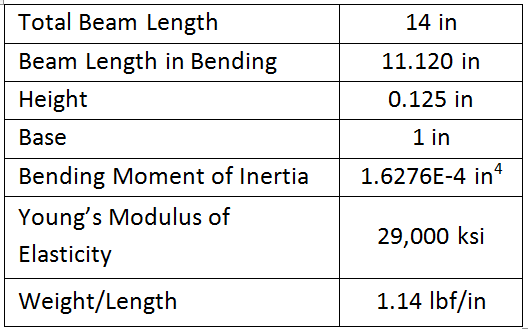 Total Beam Length 14 in
Beam Length in Bending 11.120 in
Height 0.125 in
Base 1 in
Bending Moment of Inertia 1.6276E-4 in⁴
Young’s Modulus of
Elasticity 29,000 ksi
Weight/Length 1.14 lbf/in